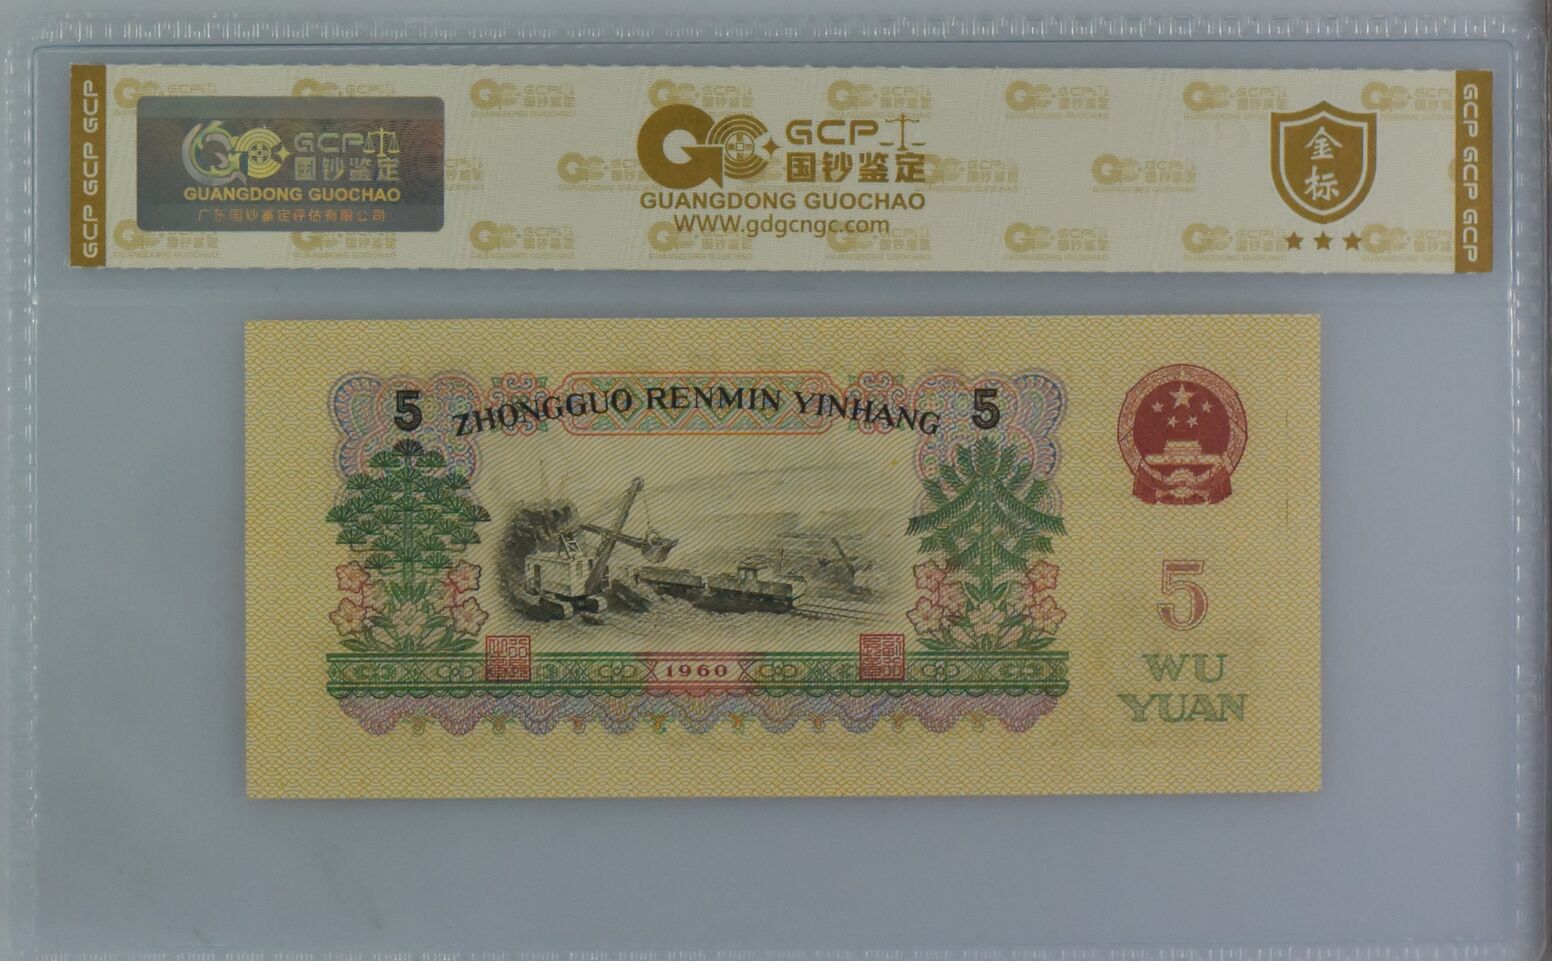 GCP GCP GCP
GCP
国钞鉴定
GUANGDONG GUOCHAO
广东国钞鉴定评估有限公司
GCP
国钞鉴定
GUANGDONG GUOCHAO
WWW.gdgcngc.com
金标
GCP GCP GCP
5
ZHONGGUO RENMIN YINHANG
5
5
1960
WU
YUAN